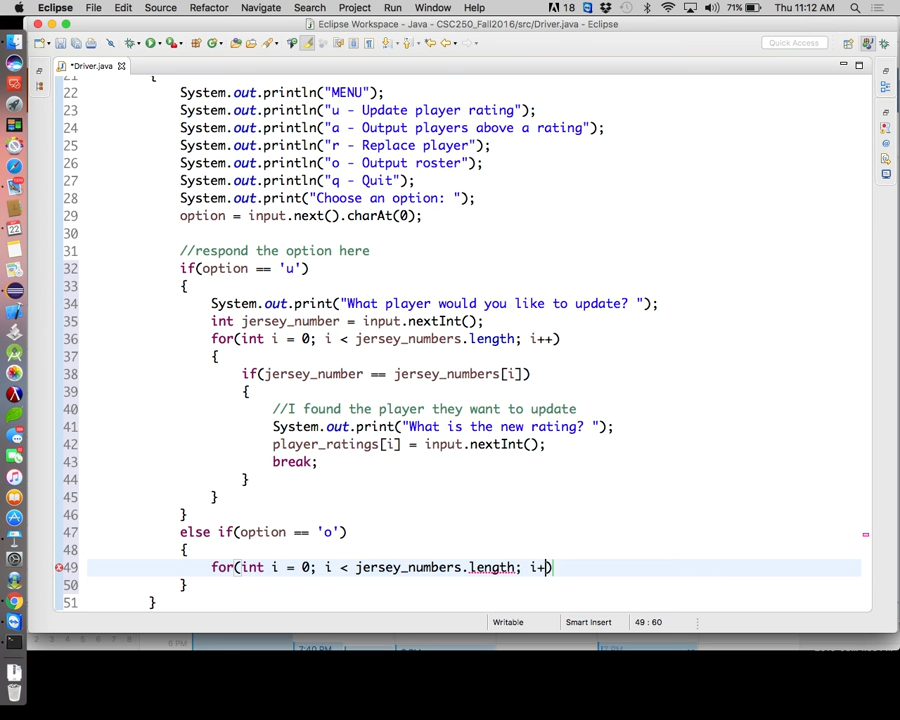 Eclipse File Edit Source Refactor Navigate Search Project Run Window Help 18 71% Thu 11:12 AM
Eclipse Workspace - Java - CSC250_Fall2016/src/Driver.java - Eclipse
Quick Access
*Driver.java
21 {
22 System.out.println("MENU");
23 System.out.println("u - Update player rating");
24 System.out.println("a - Output players above a rating");
25 System.out.println("r - Replace player");
26 System.out.println("o - Output roster");
27 System.out.println("q - Quit");
28 System.out.print("Choose an option: ");
29 option = input.next().charAt(0);
30
31 //respond the option here
32 if(option == 'u')
33 {
34 System.out.print("What player would you like to update? ");
35 int jersey_number = input.nextInt();
36 for(int i = 0; i < jersey_numbers.length; i++)
37 {
38 if(jersey_number == jersey_numbers[i])
39 {
40 //I found the player they want to update
41 System.out.print("What is the new rating? ");
42 player_ratings[i] = input.nextInt();
43 break;
44 }
45 }
46 }
47 else if(option == 'o')
48 {
49 for(int i = 0; i < jersey_numbers.length; i+)
50 }
51 }
Writable Smart Insert 49 : 60